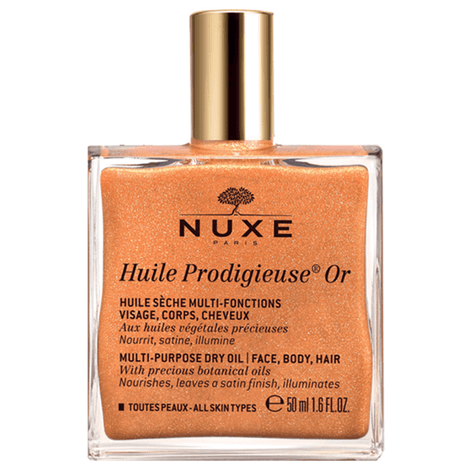 NUXE
PARIS
Huile Prodigieuse® Or
HUILE SÈCHE MULTI-FONCTIONS
VISAGE, CORPS, CHEVEUX
Aux huiles végétales précieuses
Nourrit, satine, illumine
MULTI-PURPOSE DRY OIL | FACE, BODY, HAIR
With precious botanical oils
Nourishes, leaves a satin finish, illuminates
■ TOUTES PEAUX - ALL SKIN TYPES ℮ 50 ml 1.6 FL.OZ.